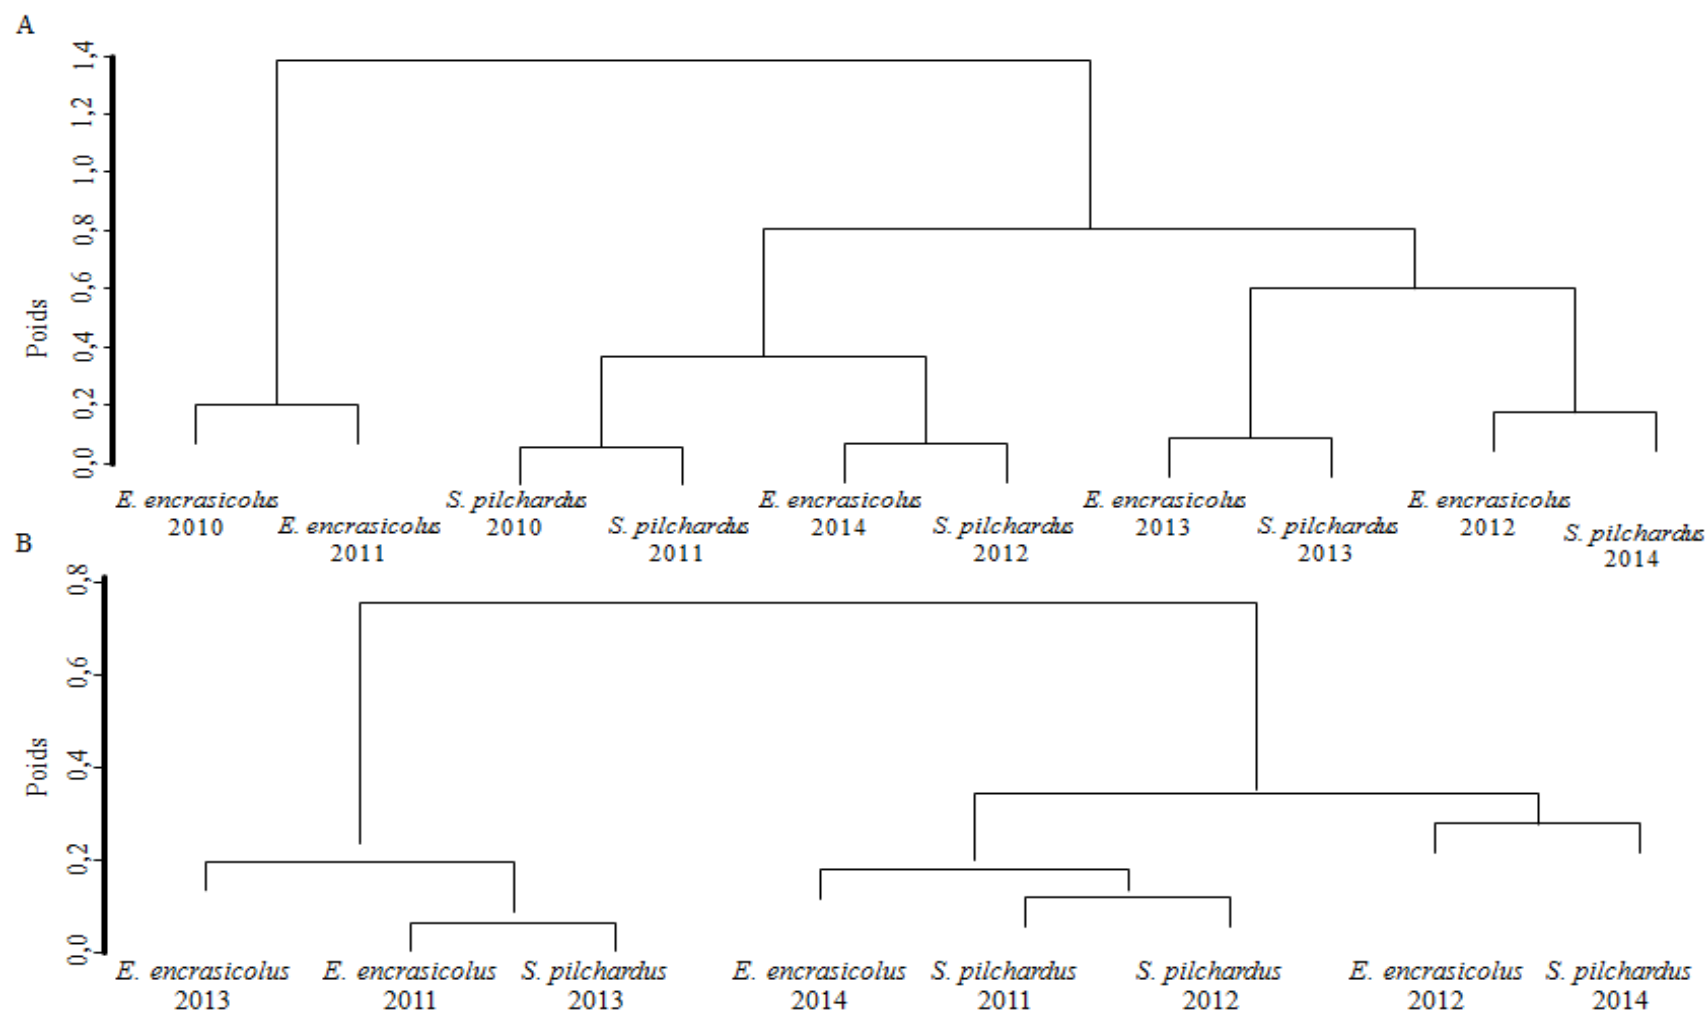 A
1,4
1,2
1,0
0,8
0,6
0,4
0,2
0,0
Poids
E. encrasicolus
2010
E. encrasicolus
2011
S. pilchardus
2010
S. pilchardus
2011
E. encrasicolus
2014
S. pilchardus
2012
E. encrasicolus
2013
S. pilchardus
2013
E. encrasicolus
2012
S. pilchardus
2014
B
0,8
0,6
0,4
0,2
0,0
Poids
E. encrasicolus
2013
E. encrasicolus
2011
S. pilchardus
2013
E. encrasicolus
2014
S. pilchardus
2011
S. pilchardus
2012
E. encrasicolus
2012
S. pilchardus
2014